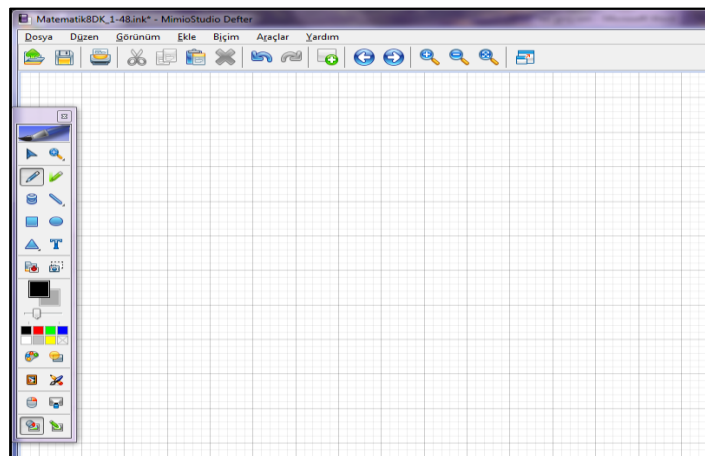 Matematik8DK_1-48.ink* - MimioStudio Defter
Dosya Düzen Görünüm Ekle Biçim Araçlar Yardım
T